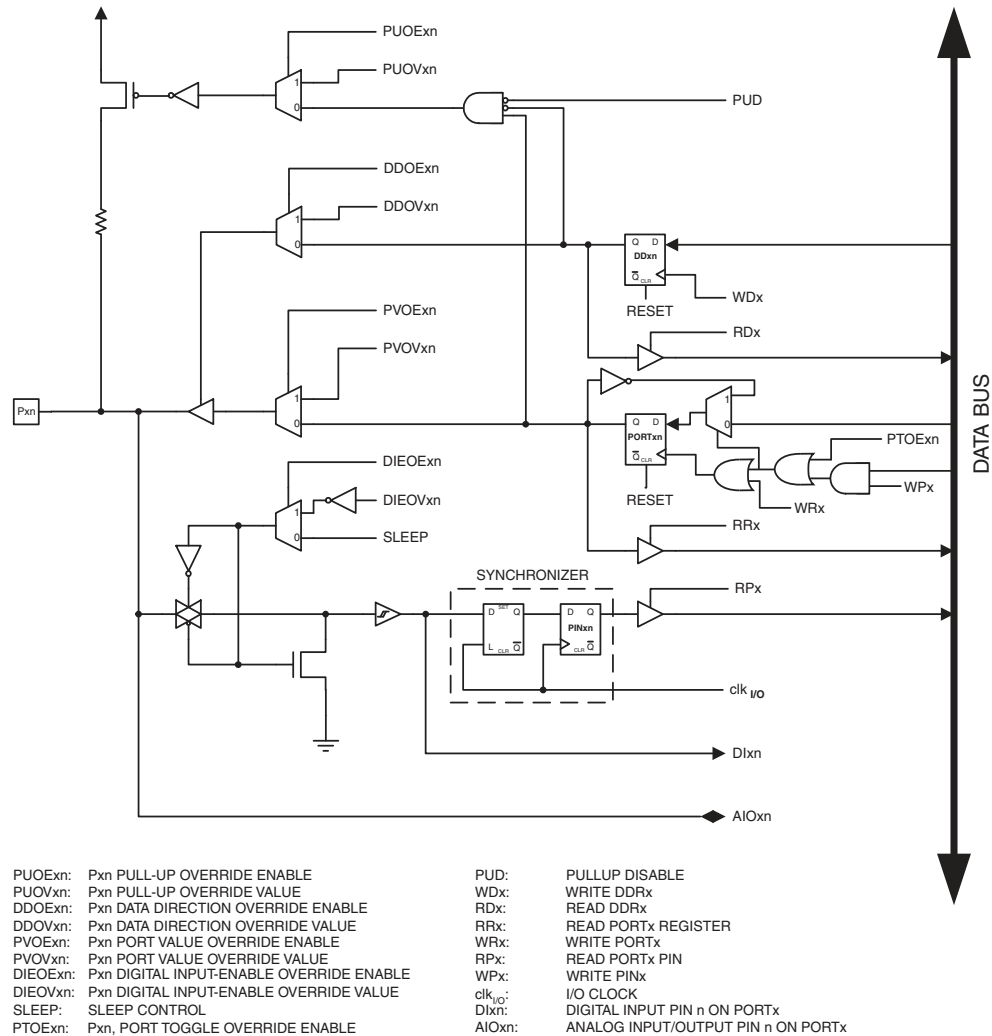 PUOExn
PUOVxn
1
0
PUD
DDOExn
DDOVxn
1
0
Q D
DDxn
Q CLR
WDx
RESET
RDx
PVOExn
PVOVxn
1
0
Pxn
1
0
Q D
PORTxn
Q CLR
PTOExn
WPx
RESET
WRx
RRx
DATA BUS
DIEOExn
DIEOVxn
1
0
SLEEP
SYNCHRONIZER
D SET Q
L CLR Q
D Q
PINxn
CLR Q
RPx
clk I/O
DIxn
AIOxn
PUOExn: Pxn PULL-UP OVERRIDE ENABLE
PUOVxn: Pxn PULL-UP OVERRIDE VALUE
DDOExn: Pxn DATA DIRECTION OVERRIDE ENABLE
DDOVxn: Pxn DATA DIRECTION OVERRIDE VALUE
PVOExn: Pxn PORT VALUE OVERRIDE ENABLE
PVOVxn: Pxn PORT VALUE OVERRIDE VALUE
DIEOExn: Pxn DIGITAL INPUT-ENABLE OVERRIDE ENABLE
DIEOVxn: Pxn DIGITAL INPUT-ENABLE OVERRIDE VALUE
SLEEP: SLEEP CONTROL
PTOExn: Pxn, PORT TOGGLE OVERRIDE ENABLE
PUD: PULLUP DISABLE
WDx: WRITE DDRx
RDx: READ DDRx
RRx: READ PORTx REGISTER
WRx: WRITE PORTx
RPx: READ PORTx PIN
WPx: WRITE PINx
clkI/O: I/O CLOCK
DIxn: DIGITAL INPUT PIN n ON PORTx
AIOxn: ANALOG INPUT/OUTPUT PIN n ON PORTx